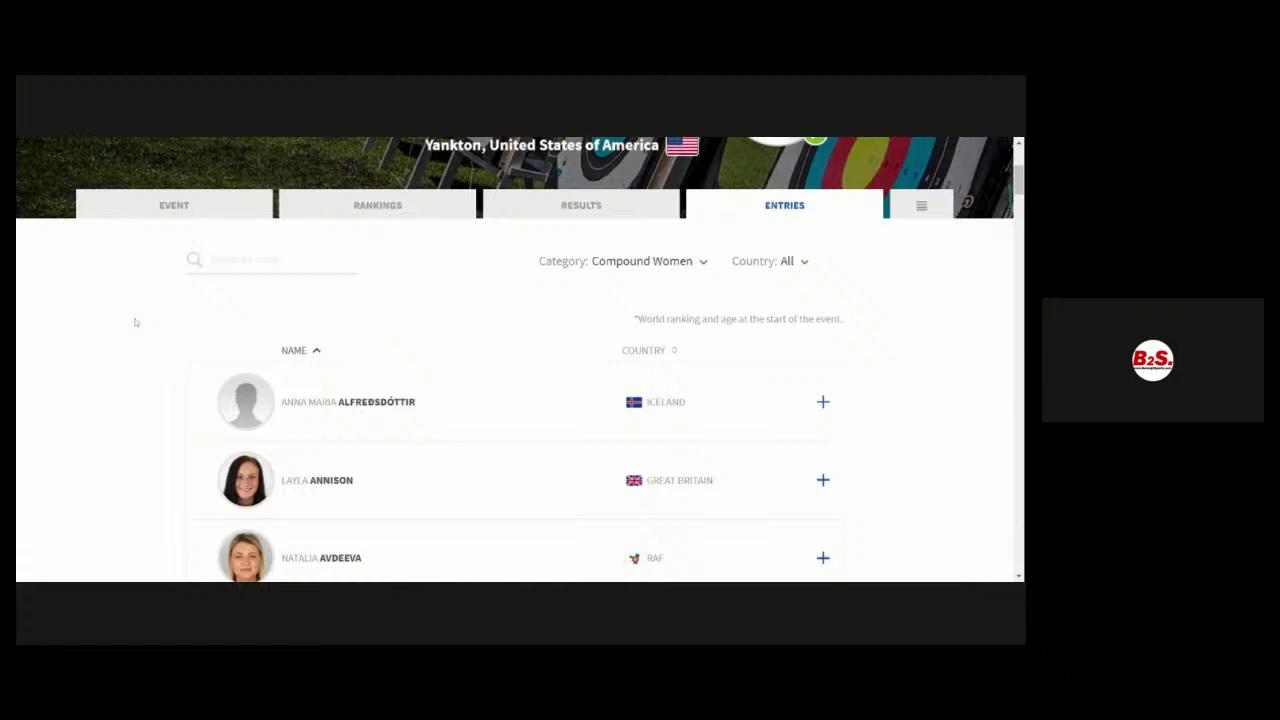 Yankton, United States of America
EVENT
RANKINGS
RESULTS
ENTRIES
Category: Compound Women
Country: All
*World ranking and age at the start of the event.
NAME
COUNTRY
ANNA MARIA ALFREÐSDÓTTIR
ICELAND
LAYLA ANNISON
GREAT BRITAIN
NATALIA AVDEEVA
RAF
B2S.